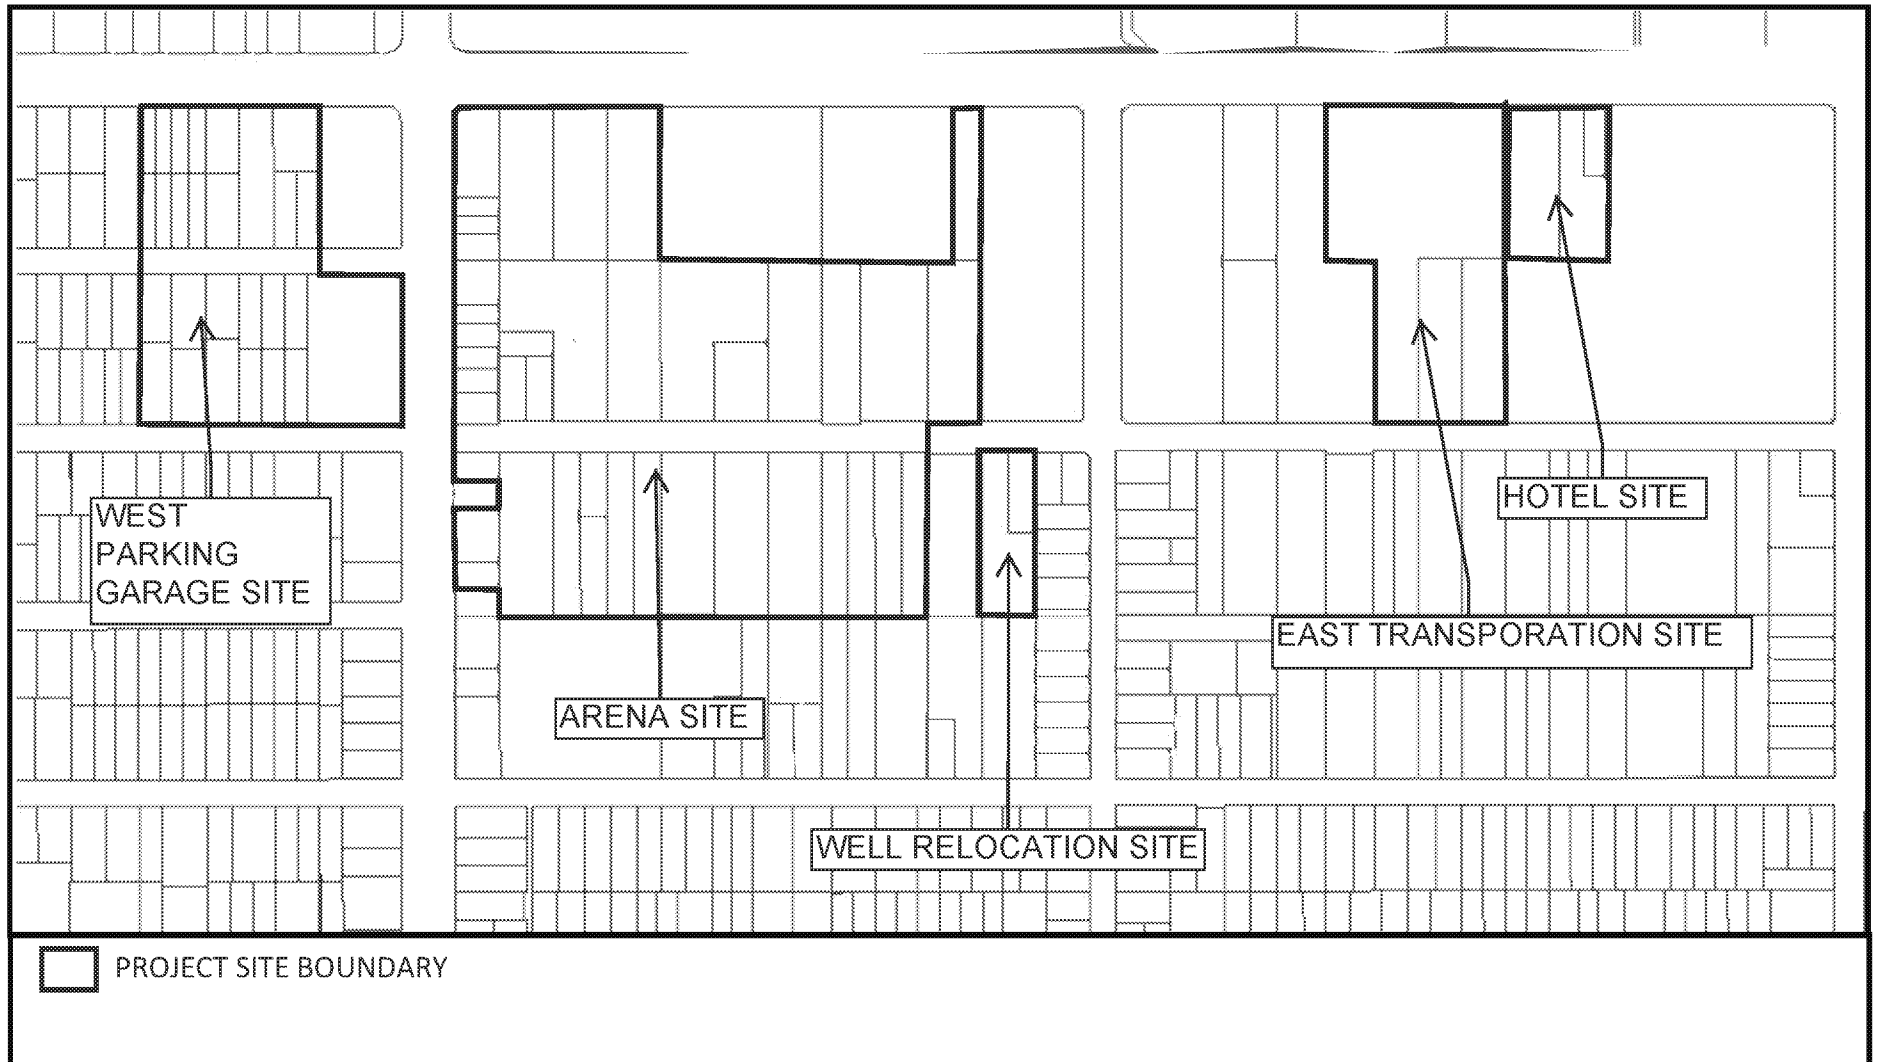 WEST
PARKING
GARAGE SITE
HOTEL SITE
EAST TRANSPORATION SITE
ARENA SITE
WELL RELOCATION SITE
PROJECT SITE BOUNDARY